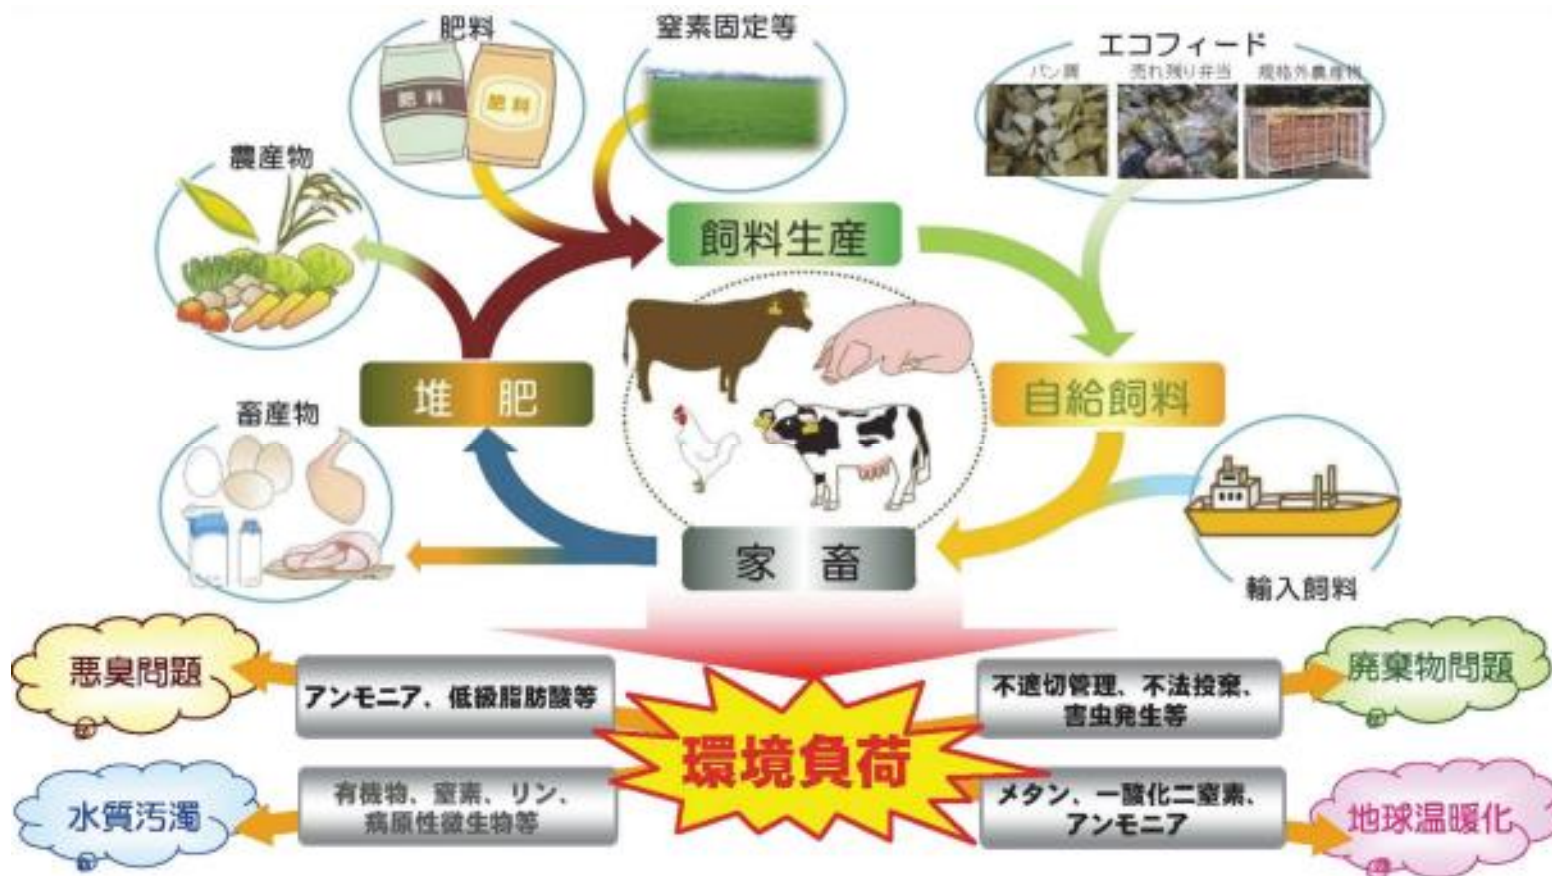 肥料
窒素固定等
エコフィード
パン屑
売れ残り弁当
規格外農産物
肥料
肥料
農産物
飼料生産
堆肥
自給飼料
畜産物
家畜
輸入飼料
悪臭問題
アンモニア、低級脂肪酸等
不適切管理、不法投棄、
害虫発生等
廃棄物問題
環境負荷
水質汚濁
有機物、窒素、リン、
病原性微生物等
メタン、一酸化二窒素、
アンモニア
地球温暖化